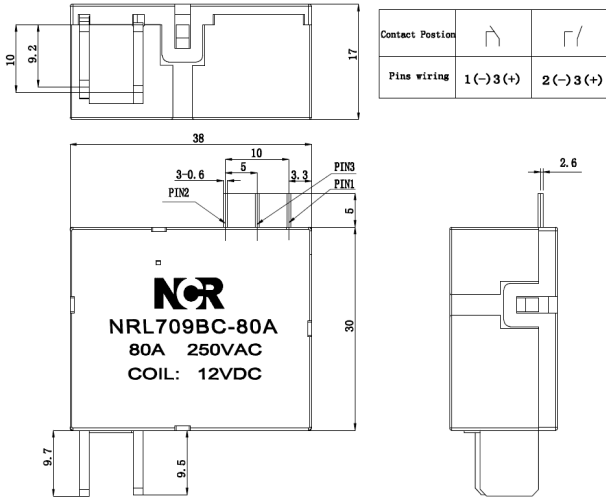 10
9.2
17
Contact Postion
Pins wiring 1(-)3(+) 2(-)3(+)
38
10
3-0.6 5 3.3 PIN3
PIN2 PIN1
5
2.6
NCR
NRL709BC-80A
80A 250VAC
COIL: 12VDC
30
9.7
9.5